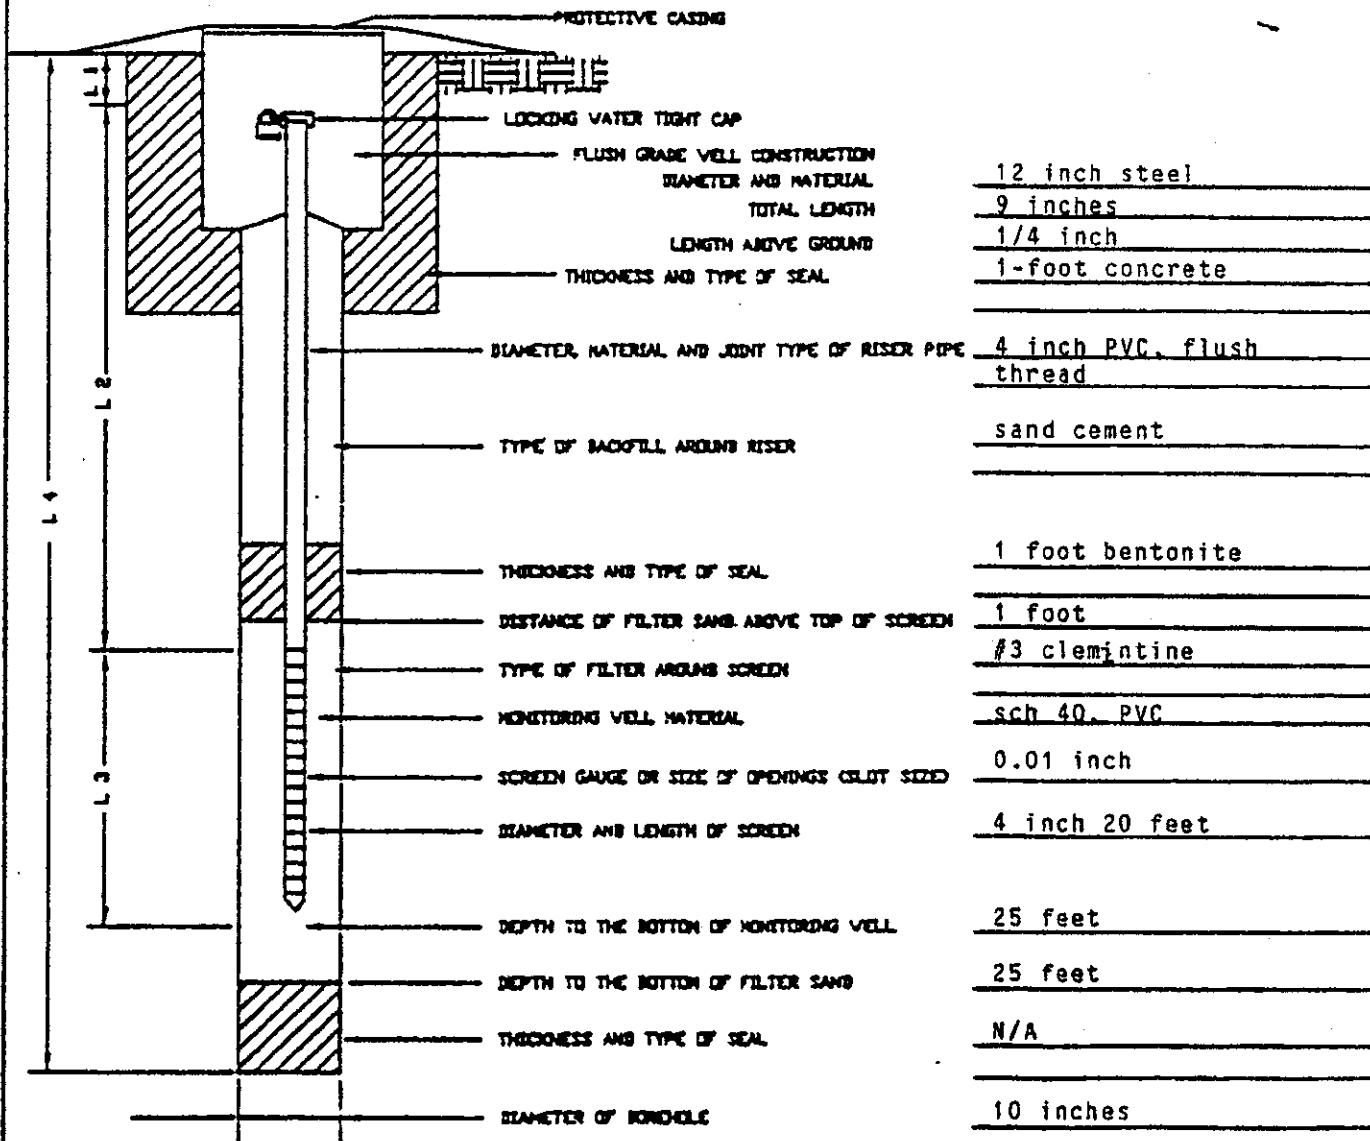 PROTECTIVE CASING
L 1
LOCKING WATER TIGHT CAP
FLUSH GRADE WELL CONSTRUCTION
DIAMETER AND MATERIAL 12 inch steel
TOTAL LENGTH 9 inches
LENGTH ABOVE GROUND 1/4 inch
THICKNESS AND TYPE OF SEAL 1-foot concrete
DIAMETER, MATERIAL AND JOINT TYPE OF RISER PIPE 4 inch PVC, flush
thread
L 2
TYPE OF BACKFILL AROUND RISER sand cement
L 4
THICKNESS AND TYPE OF SEAL 1 foot bentonite
DISTANCE OF FILTER SAND ABOVE TOP OF SCREEN 1 foot
TYPE OF FILTER AROUND SCREEN #3 clemintine
MONITORING WELL MATERIAL sch 40, PVC
SCREEN GAUGE OR SIZE OF OPENINGS (SLOT SIZE) 0.01 inch
L 3
DIAMETER AND LENGTH OF SCREEN 4 inch 20 feet
DEPTH TO THE BOTTOM OF MONITORING WELL 25 feet
DEPTH TO THE BOTTOM OF FILTER SAND 25 feet
THICKNESS AND TYPE OF SEAL N/A
DIAMETER OF BOREHOLE 10 inches